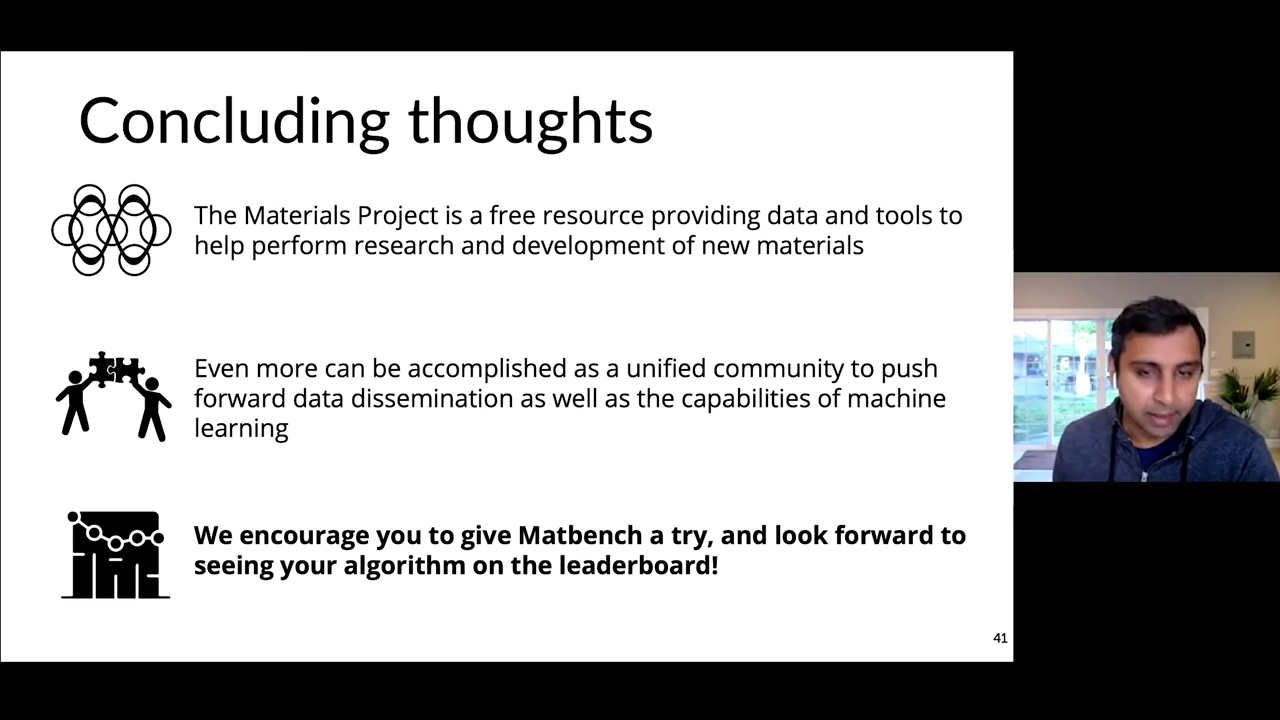 Concluding thoughts
The Materials Project is a free resource providing data and tools to
help perform research and development of new materials
Even more can be accomplished as a unified community to push
forward data dissemination as well as the capabilities of machine
learning
We encourage you to give Matbench a try, and look forward to
seeing your algorithm on the leaderboard!
41